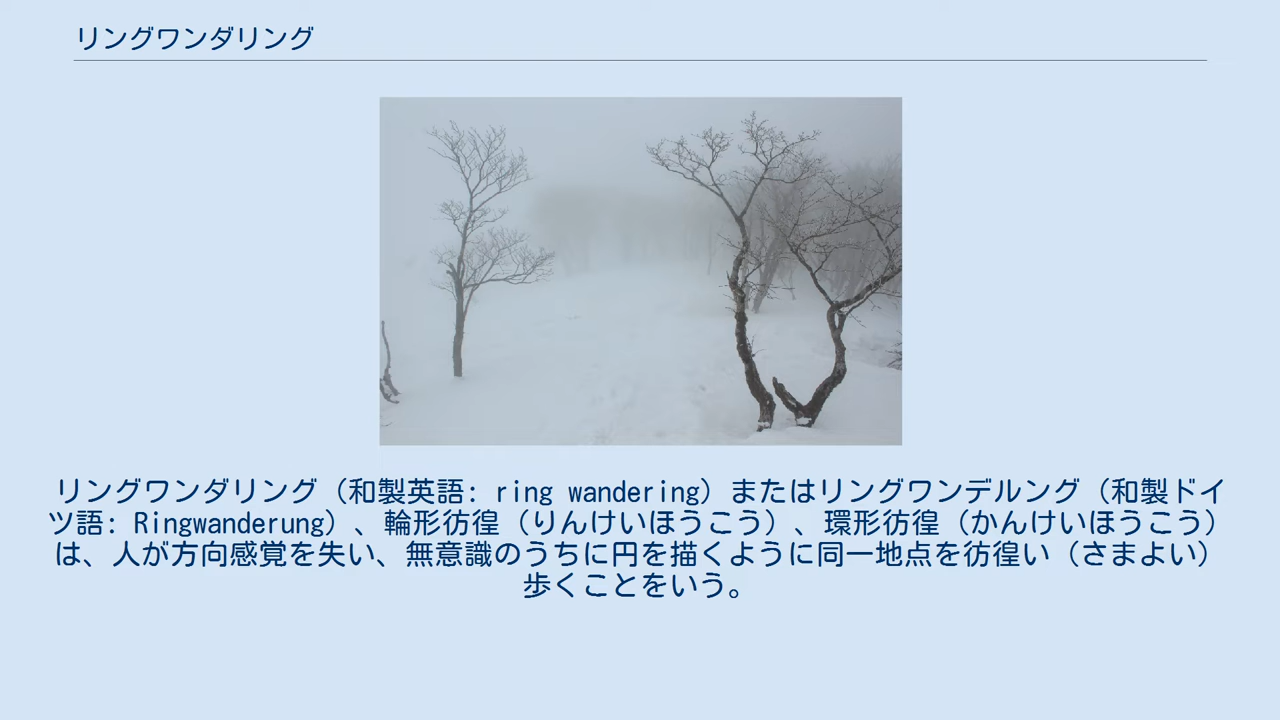 リングワンダリング
リングワンダリング（和製英語: ring wandering）またはリングワンデルング（和製ドイ
ツ語: Ringwanderung）、輪形彷徨（りんけいほうこう）、環形彷徨（かんけいほうこう）
は、人が方向感覚を失い、無意識のうちに円を描くように同一地点を彷徨い（さまよい）
歩くことをいう。